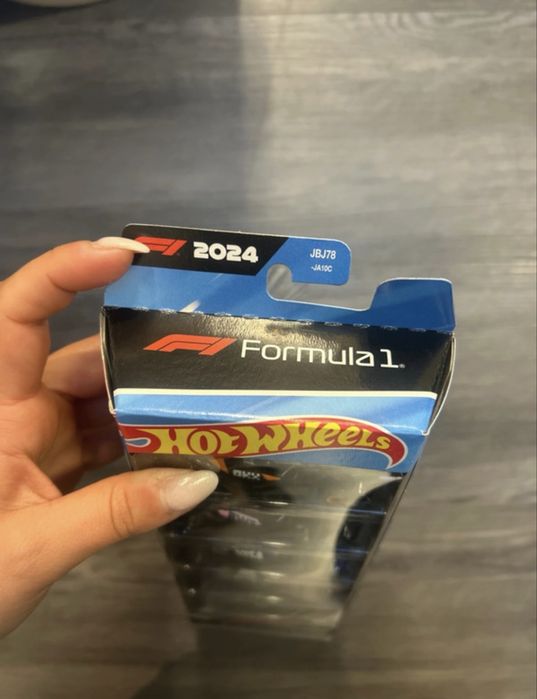 F1 2024
JBJ78
-JA10C
F1 Formula 1®
HOT WHEELS